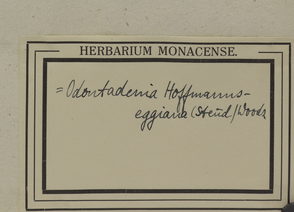 HERBARIUM MONACENSE.
= Odontadenia Hoffmanns-
eggiana (Steud.) Woods